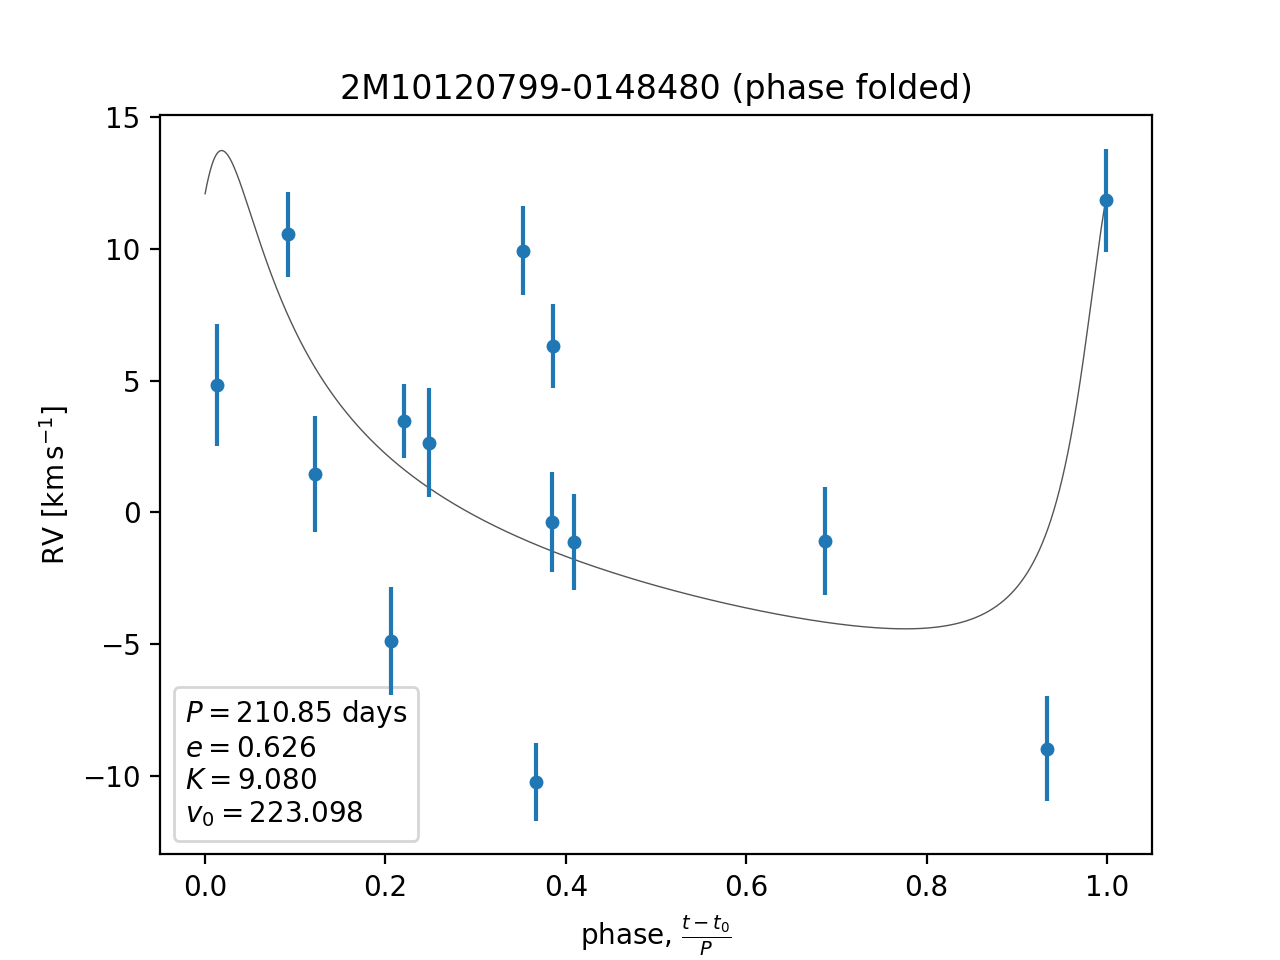 2M10120799-0148480 (phase folded)
15
10
5
0
−5
−10
RV [km s⁻¹]
P = 210.85 days
e = 0.626
K = 9.080
v₀ = 223.098
0.0 0.2 0.4 0.6 0.8 1.0
phase, (t − t₀)/P